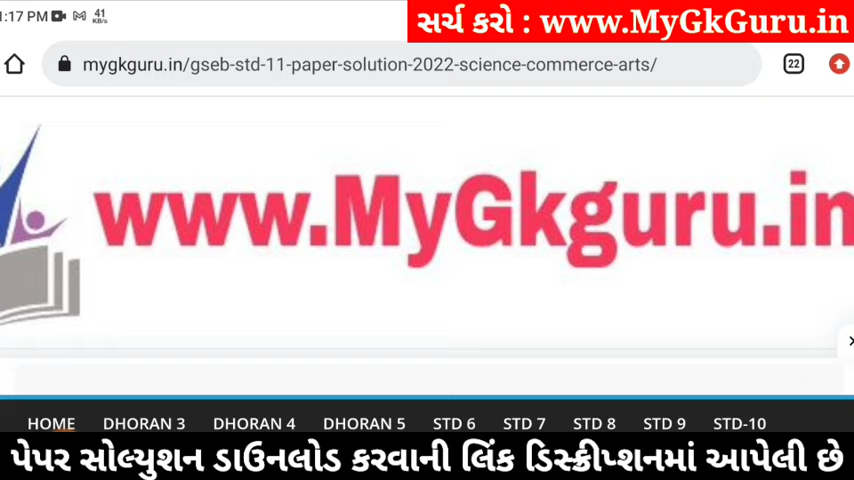 1:17 PM 41 KB/s
સર્ચ કરો : www.MyGkGuru.in
mygkguru.in/gseb-std-11-paper-solution-2022-science-commerce-arts/ 22
www.MyGkguru.in
HOME DHORAN 3 DHORAN 4 DHORAN 5 STD 6 STD 7 STD 8 STD 9 STD-10
પેપર સોલ્યુશન ડાઉનલોડ કરવાની લિંક ડિસ્ક્રીપ્શનમાં આપેલી છે